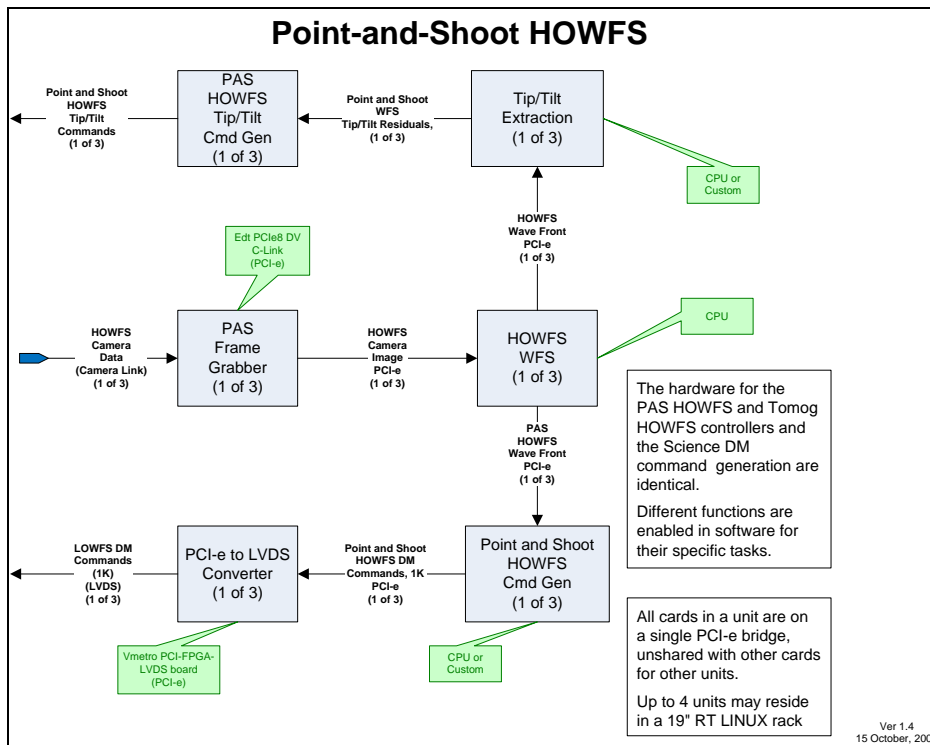 Point-and-Shoot HOWFS
Point and Shoot
HOWFS
Tip/Tilt
Commands
(1 of 3)
PAS
HOWFS
Tip/Tilt
Cmd Gen
(1 of 3)
Point and Shoot
WFS
Tip/Tilt Residuals,
(1 of 3)
Tip/Tilt
Extraction
(1 of 3)
CPU or
Custom
HOWFS
Wave Front
PCI-e
(1 of 3)
Edt PCIe8 DV
C-Link
(PCI-e)
HOWFS
Camera
Data
(Camera Link)
(1 of 3)
PAS
Frame
Grabber
(1 of 3)
HOWFS
Camera
Image
PCI-e
(1 of 3)
HOWFS
WFS
(1 of 3)
CPU
PAS
HOWFS
Wave Front
PCI-e
(1 of 3)
The hardware for the
PAS HOWFS and Tomog
HOWFS controllers and
the Science DM
command generation are
identical.
Different functions are
enabled in software for
their specific tasks.
LOWFS DM
Commands
(1K)
(LVDS)
(1 of 3)
PCI-e to LVDS
Converter
(1 of 3)
Point and Shoot
HOWFS DM
Commands, 1K
PCI-e
(1 of 3)
Point and Shoot
HOWFS
Cmd Gen
(1 of 3)
Vmetro PCI-FPGA-
LVDS board
(PCI-e)
CPU or
Custom
All cards in a unit are on
a single PCI-e bridge,
unshared with other cards
for other units.
Up to 4 units may reside
in a 19" RT LINUX rack
Ver 1.4
15 October,